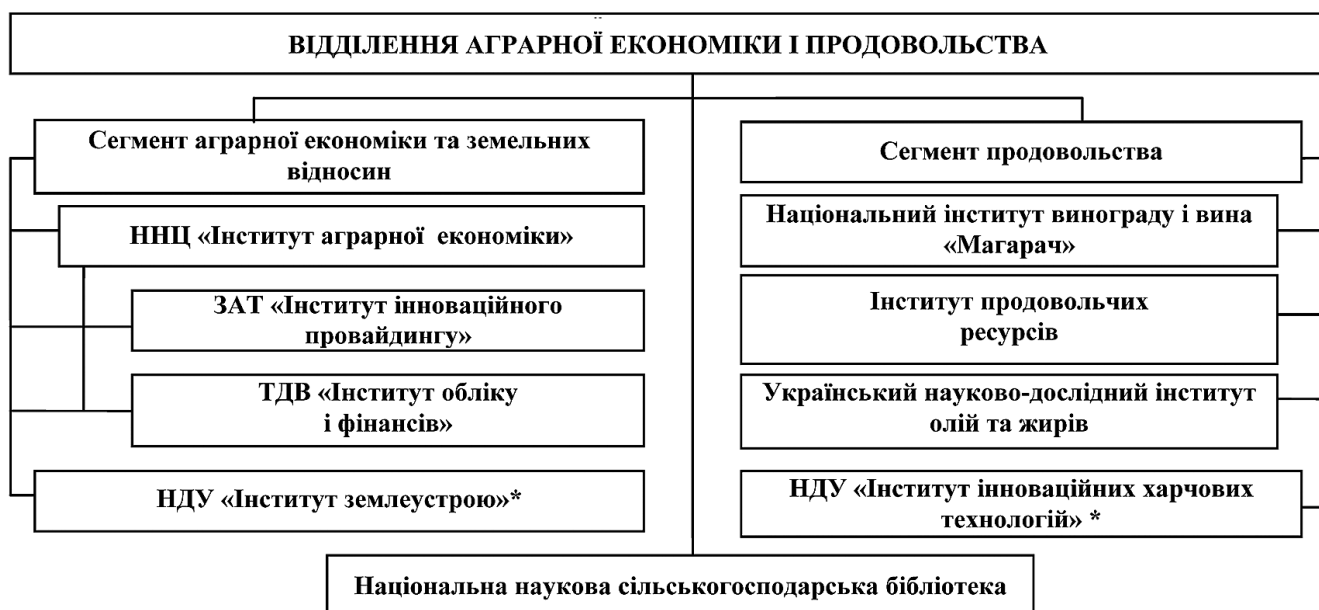 ВІДДІЛЕННЯ АГРАРНОЇ ЕКОНОМІКИ І ПРОДОВОЛЬСТВА
Сегмент аграрної економіки та земельних
відносин
ННЦ «Інститут аграрної економіки»
ЗАТ «Інститут інноваційного
провайдингу»
ТДВ «Інститут обліку
і фінансів»
НДУ «Інститут землеустрою»*
Сегмент продовольства
Національний інститут винограду і вина
«Магарач»
Інститут продовольчих
ресурсів
Український науково-дослідний інститут
олій та жирів
НДУ «Інститут інноваційних харчових
технологій» *
Національна наукова сільськогосподарська бібліотека